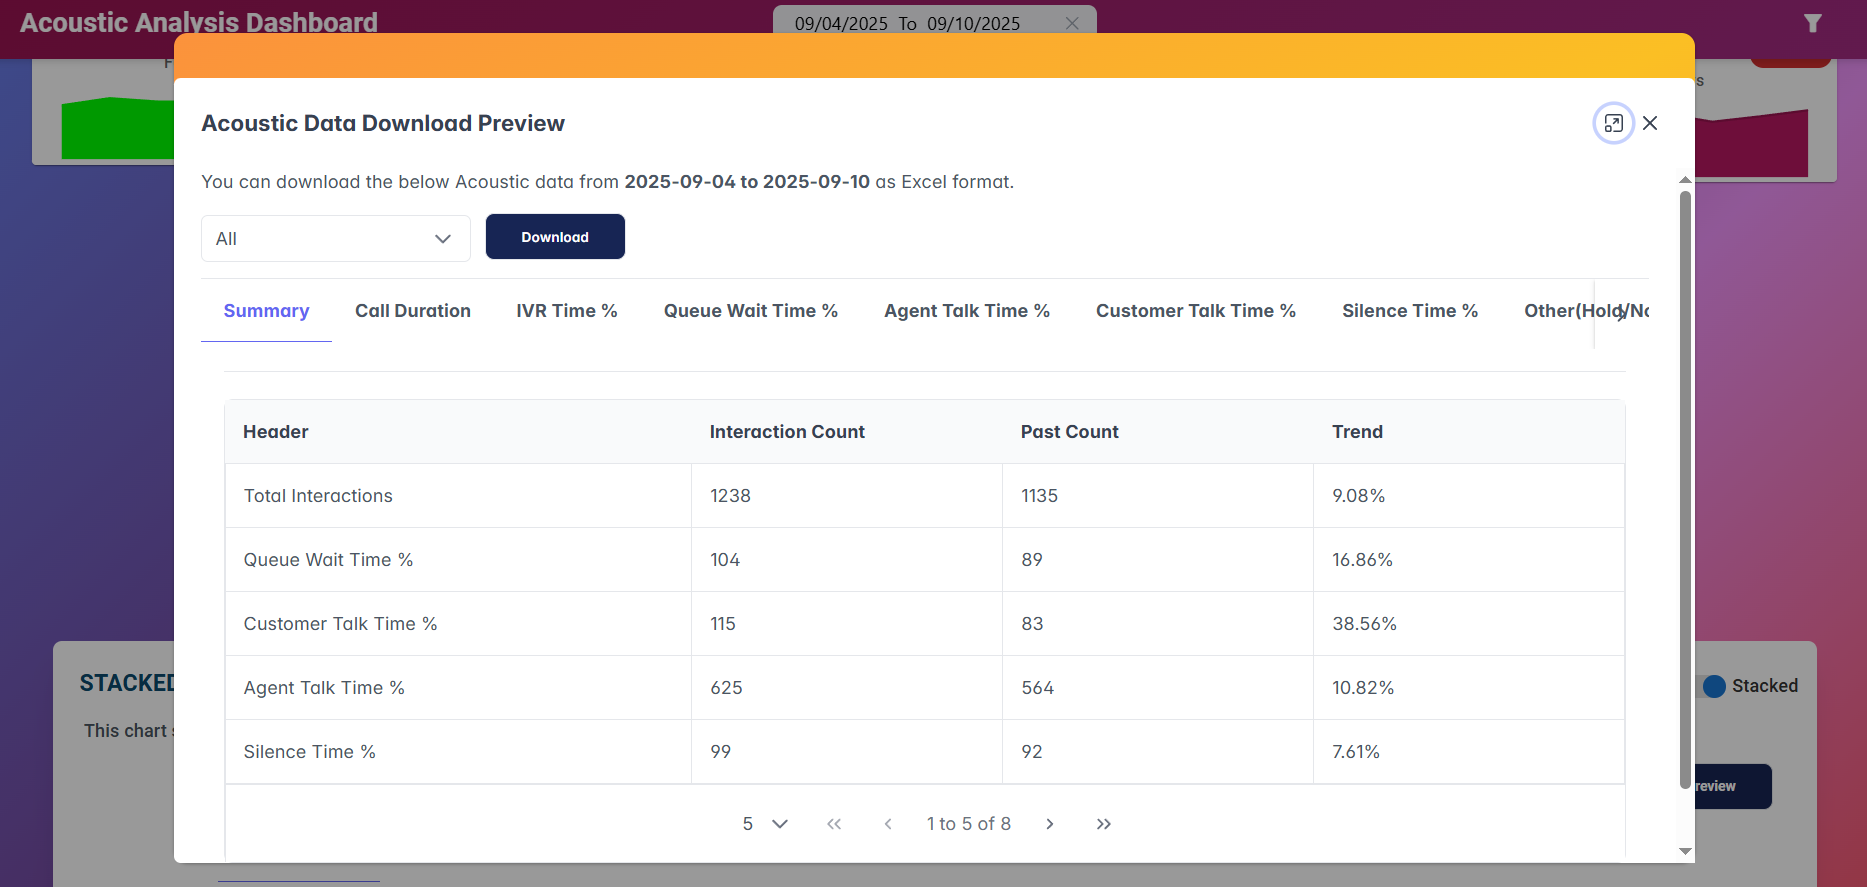 Acoustic Analysis Dashboard
09/04/2025 To 09/10/2025
F
s
Acoustic Data Download Preview
You can download the below Acoustic data from 2025-09-04 to 2025-09-10 as Excel format.
All
Download
Summary Call Duration IVR Time % Queue Wait Time % Agent Talk Time % Customer Talk Time % Silence Time % Other(Hold/No
Header Interaction Count Past Count Trend
Total Interactions 1238 1135 9.08%
Queue Wait Time % 104 89 16.86%
Customer Talk Time % 115 83 38.56%
Agent Talk Time % 625 564 10.82%
Silence Time % 99 92 7.61%
5 1 to 5 of 8
STACKED
Stacked
This chart s
review